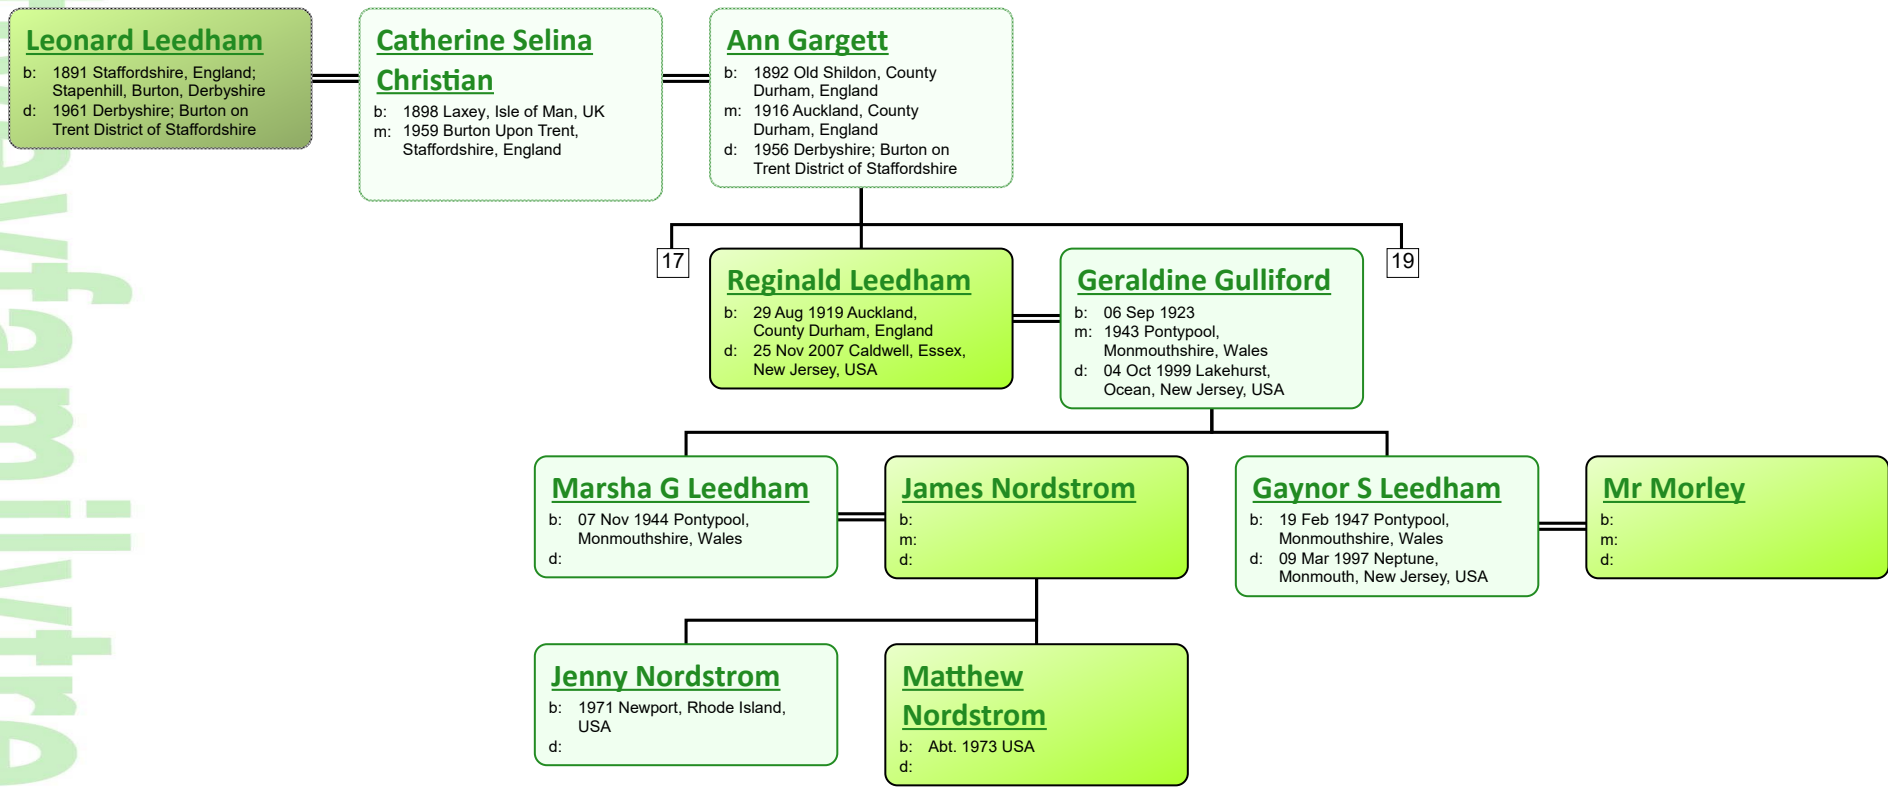 Leonard Leedham
b: 1891 Staffordshire, England;
Stapenhill, Burton, Derbyshire
d: 1961 Derbyshire; Burton on
Trent District of Staffordshire
Catherine Selina
Christian
b: 1898 Laxey, Isle of Man, UK
m: 1959 Burton Upon Trent,
Staffordshire, England
Ann Gargett
b: 1892 Old Shildon, County
Durham, England
m: 1916 Auckland, County
Durham, England
d: 1956 Derbyshire; Burton on
Trent District of Staffordshire
17
Reginald Leedham
b: 29 Aug 1919 Auckland,
County Durham, England
d: 25 Nov 2007 Caldwell, Essex,
New Jersey, USA
Geraldine Gulliford
b: 06 Sep 1923
m: 1943 Pontypool,
Monmouthshire, Wales
d: 04 Oct 1999 Lakehurst,
Ocean, New Jersey, USA
19
Marsha G Leedham
b: 07 Nov 1944 Pontypool,
Monmouthshire, Wales
d:
James Nordstrom
b:
m:
d:
Gaynor S Leedham
b: 19 Feb 1947 Pontypool,
Monmouthshire, Wales
d: 09 Mar 1997 Neptune,
Monmouth, New Jersey, USA
Mr Morley
b:
m:
d:
Jenny Nordstrom
b: 1971 Newport, Rhode Island,
USA
d:
Matthew
Nordstrom
b: Abt. 1973 USA
d: